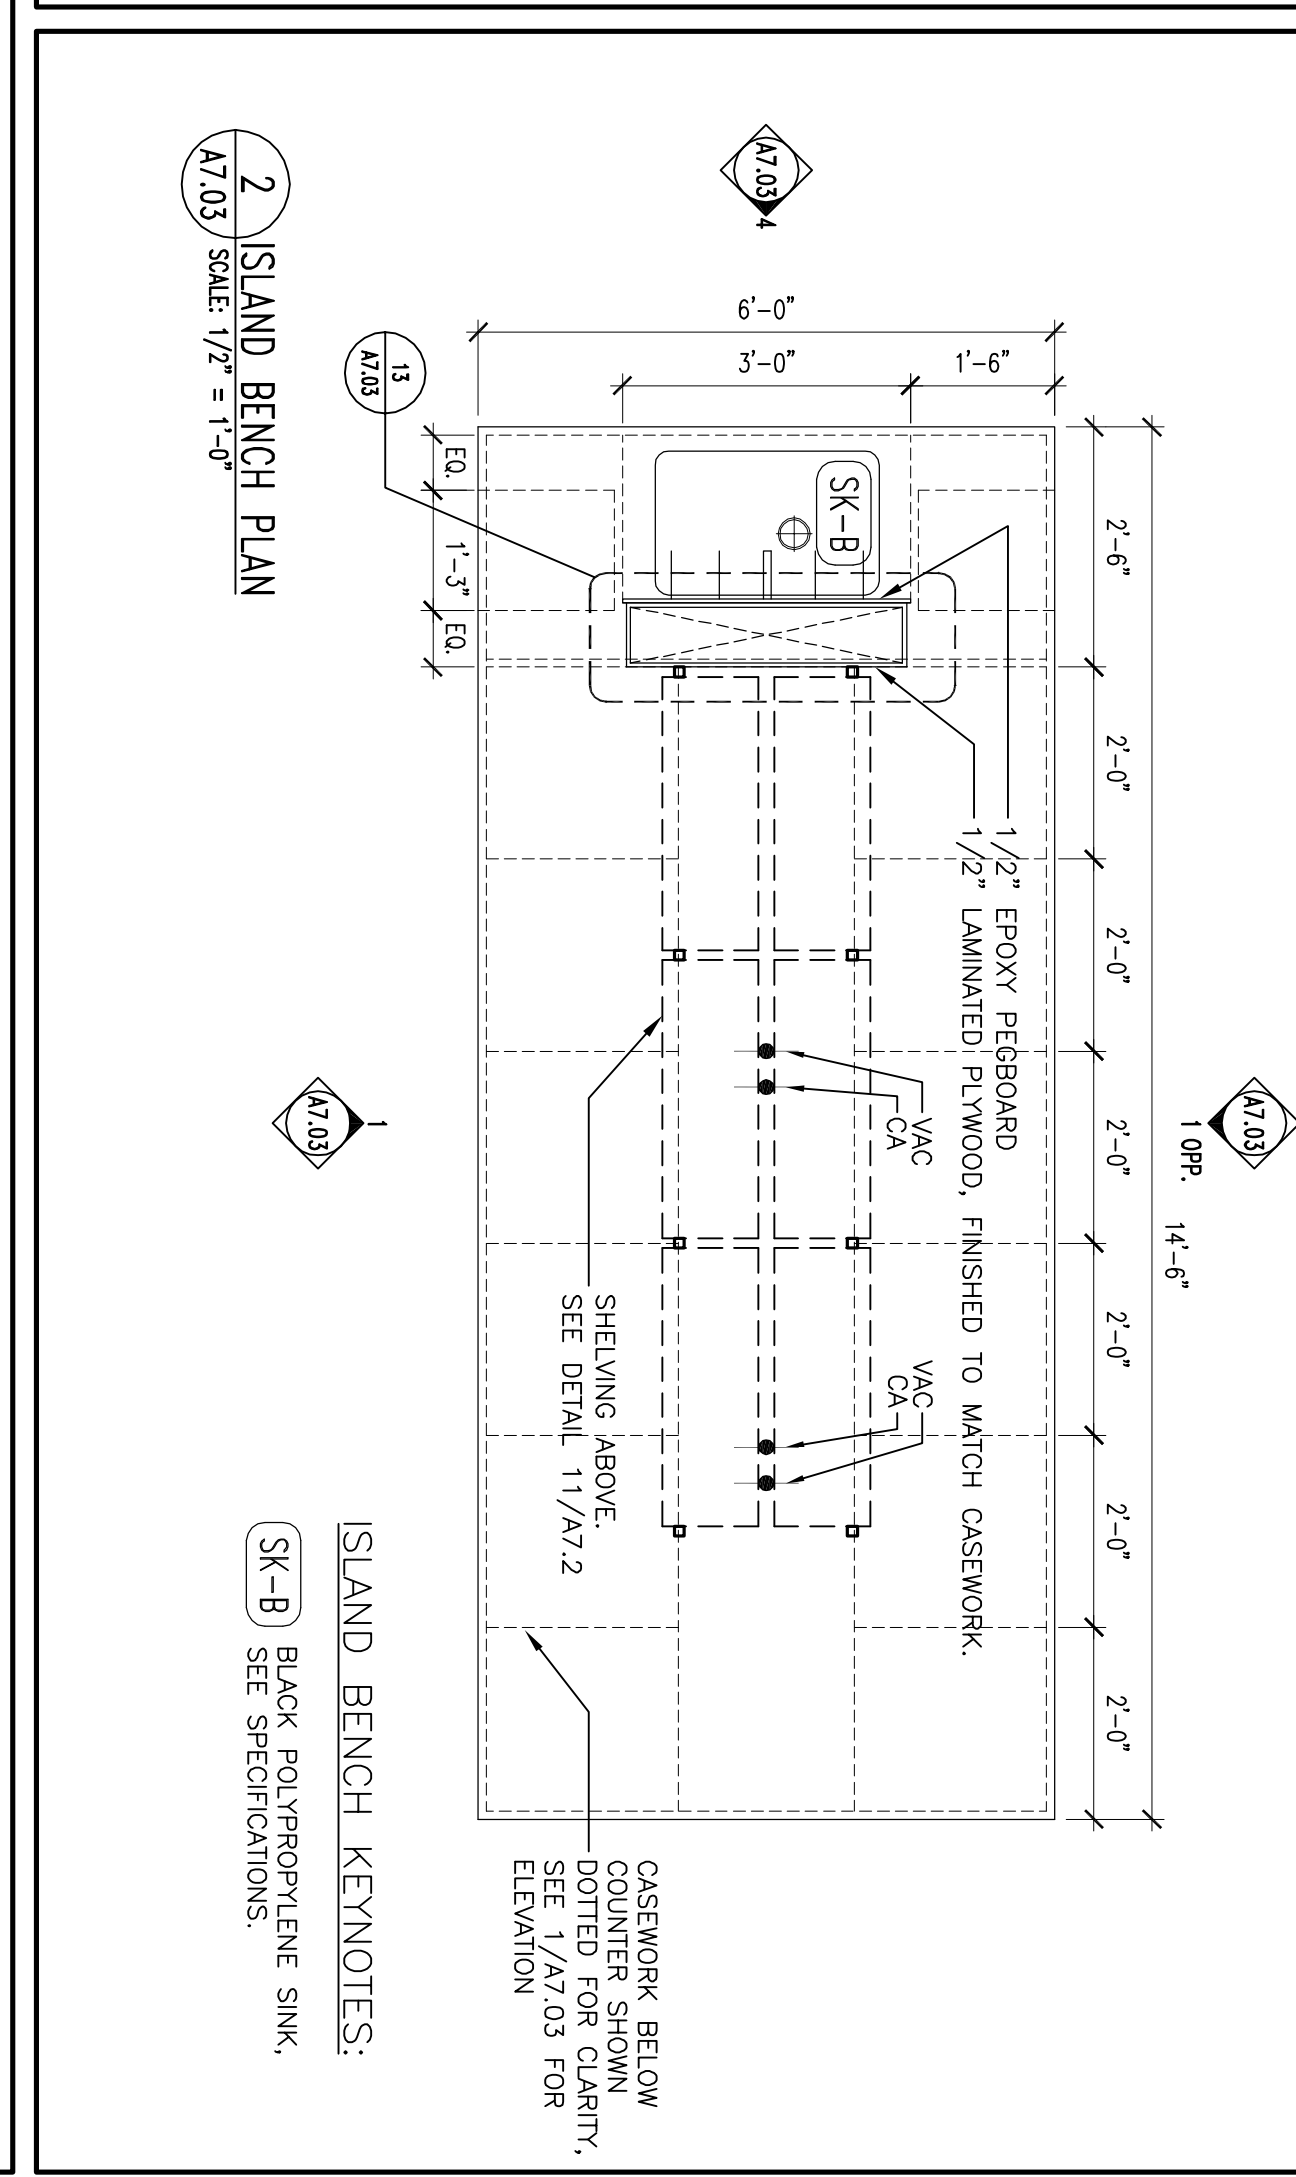 A7.03
1 OPP.
14'-6"
2'-6"
2'-0"
2'-0"
2'-0"
2'-0"
2'-0"
2'-0"
1/2" EPOXY PEGBOARD
1/2" LAMINATED PLYWOOD, FINISHED TO MATCH CASEWORK.
1'-6"
3'-0"
6'-0"
A7.03
4
SK-B
VAC
CA
VAC
CA
SHELVING ABOVE.
SEE DETAIL 11/A7.2
CASEWORK BELOW
COUNTER SHOWN
DOTTED FOR CLARITY,
SEE 1/A7.03 FOR
ELEVATION
EQ.
1'-3"
EQ.
13
A7.03
1
A7.03
2
A7.03
ISLAND BENCH PLAN
SCALE: 1/2" = 1'-0"
ISLAND BENCH KEYNOTES:
SK-B
BLACK POLYPROPYLENE SINK,
SEE SPECIFICATIONS.